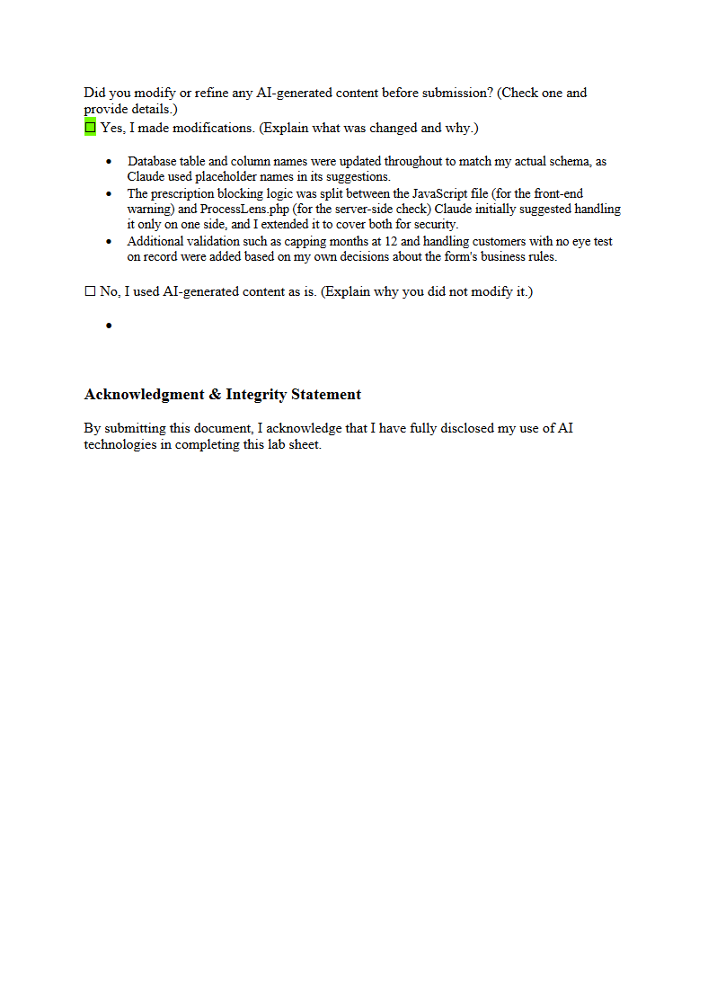 Did you modify or refine any AI-generated content before submission? (Check one and
provide details.)
☐ Yes, I made modifications. (Explain what was changed and why.)
• Database table and column names were updated throughout to match my actual schema, as
Claude used placeholder names in its suggestions.
• The prescription blocking logic was split between the JavaScript file (for the front-end
warning) and ProcessLens.php (for the server-side check) Claude initially suggested handling
it only on one side, and I extended it to cover both for security.
• Additional validation such as capping months at 12 and handling customers with no eye test
on record were added based on my own decisions about the form's business rules.
☐ No, I used AI-generated content as is. (Explain why you did not modify it.)
•
Acknowledgment & Integrity Statement
By submitting this document, I acknowledge that I have fully disclosed my use of AI
technologies in completing this lab sheet.